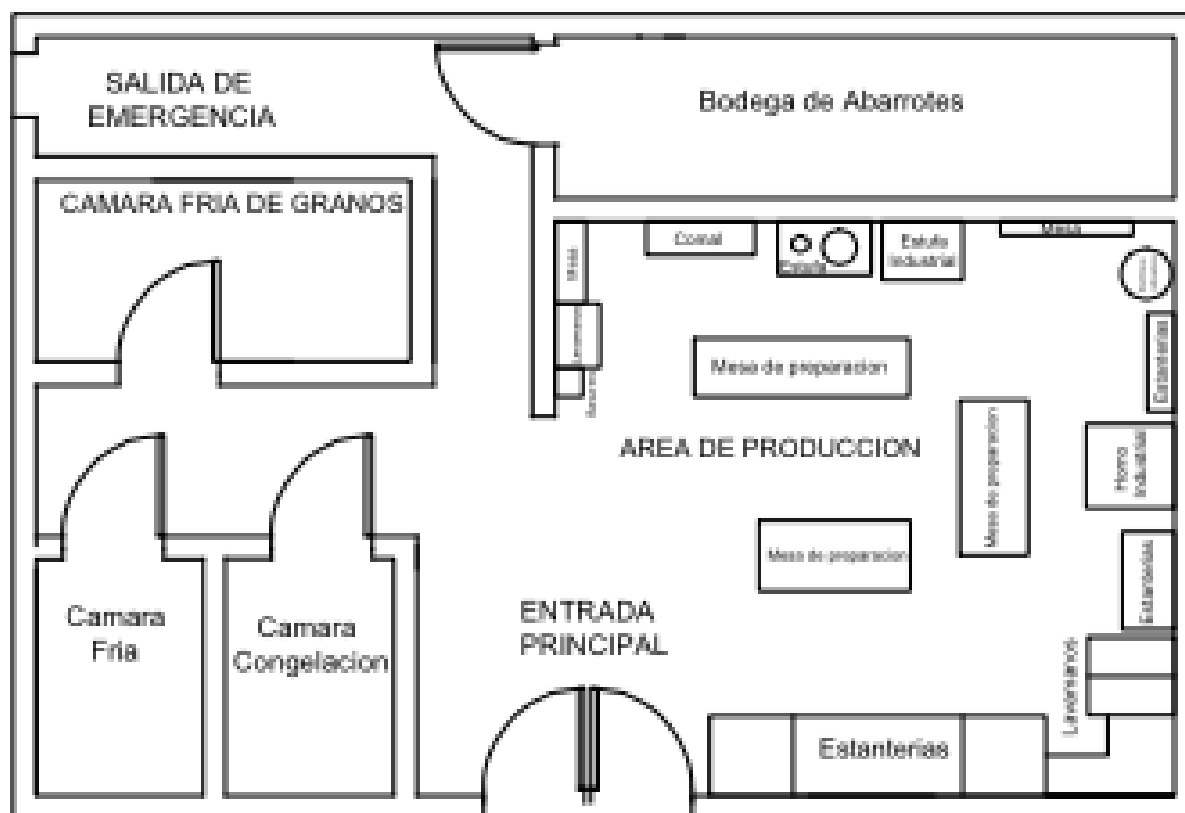 SALIDA DE
EMERGENCIA
Bodega de Abarrotes
CAMARA FRIA DE GRANOS
Mesa
Comal
Estufa
Estufa
Industrial
Mesa
Estanterias
Mesa de preparacion
AREA DE PRODUCCION
Mesa de preparacion
Horno
Industrial
Mesa de preparacion
Estanterias
ENTRADA
PRINCIPAL
Camara
Fria
Camara
Congelacion
Lavamanos
Estanterias